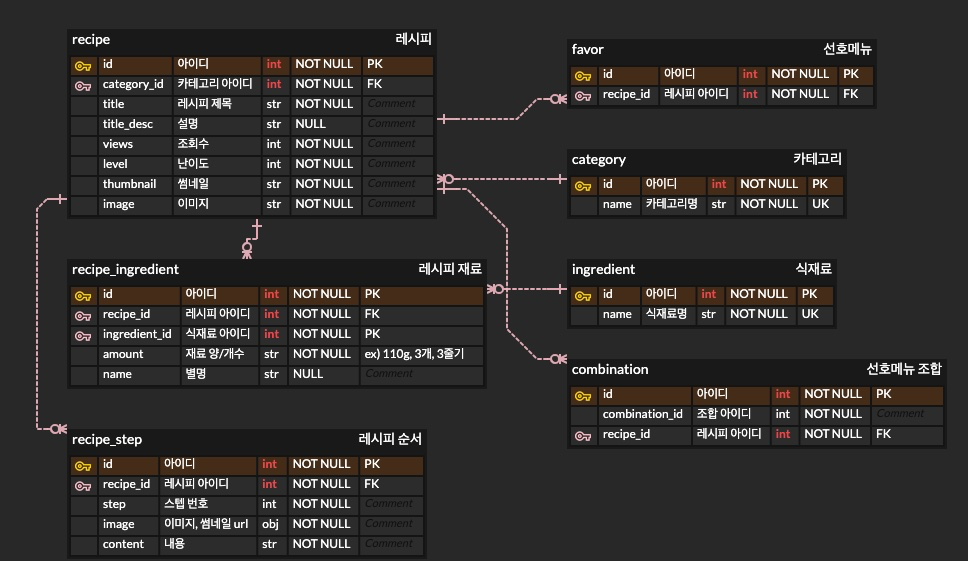 recipe 레시피
id 아이디 int NOT NULL PK
category_id 카테고리 아이디 int NOT NULL FK
title 레시피 제목 str NOT NULL Comment
title_desc 설명 str NULL Comment
views 조회수 int NOT NULL Comment
level 난이도 int NOT NULL Comment
thumbnail 썸네일 str NOT NULL Comment
image 이미지 str NOT NULL Comment
favor 선호메뉴
id 아이디 int NOT NULL PK
recipe_id 레시피 아이디 int NOT NULL FK
category 카테고리
id 아이디 int NOT NULL PK
name 카테고리명 str NOT NULL UK
recipe_ingredient 레시피 재료
id 아이디 int NOT NULL PK
recipe_id 레시피 아이디 int NOT NULL FK
ingredient_id 식재료 아이디 int NOT NULL PK
amount 재료 양/개수 str NOT NULL ex) 110g, 3개, 3줄기
name 별명 str NULL Comment
ingredient 식재료
id 아이디 int NOT NULL PK
name 식재료명 str NOT NULL UK
combination 선호메뉴 조합
id 아이디 int NOT NULL PK
combination_id 조합 아이디 int NOT NULL Comment
recipe_id 레시피 아이디 int NOT NULL FK
recipe_step 레시피 순서
id 아이디 int NOT NULL PK
recipe_id 레시피 아이디 int NOT NULL FK
step 스텝 번호 int NOT NULL Comment
image 이미지, 썸네일 url obj NOT NULL Comment
content 내용 str NOT NULL Comment